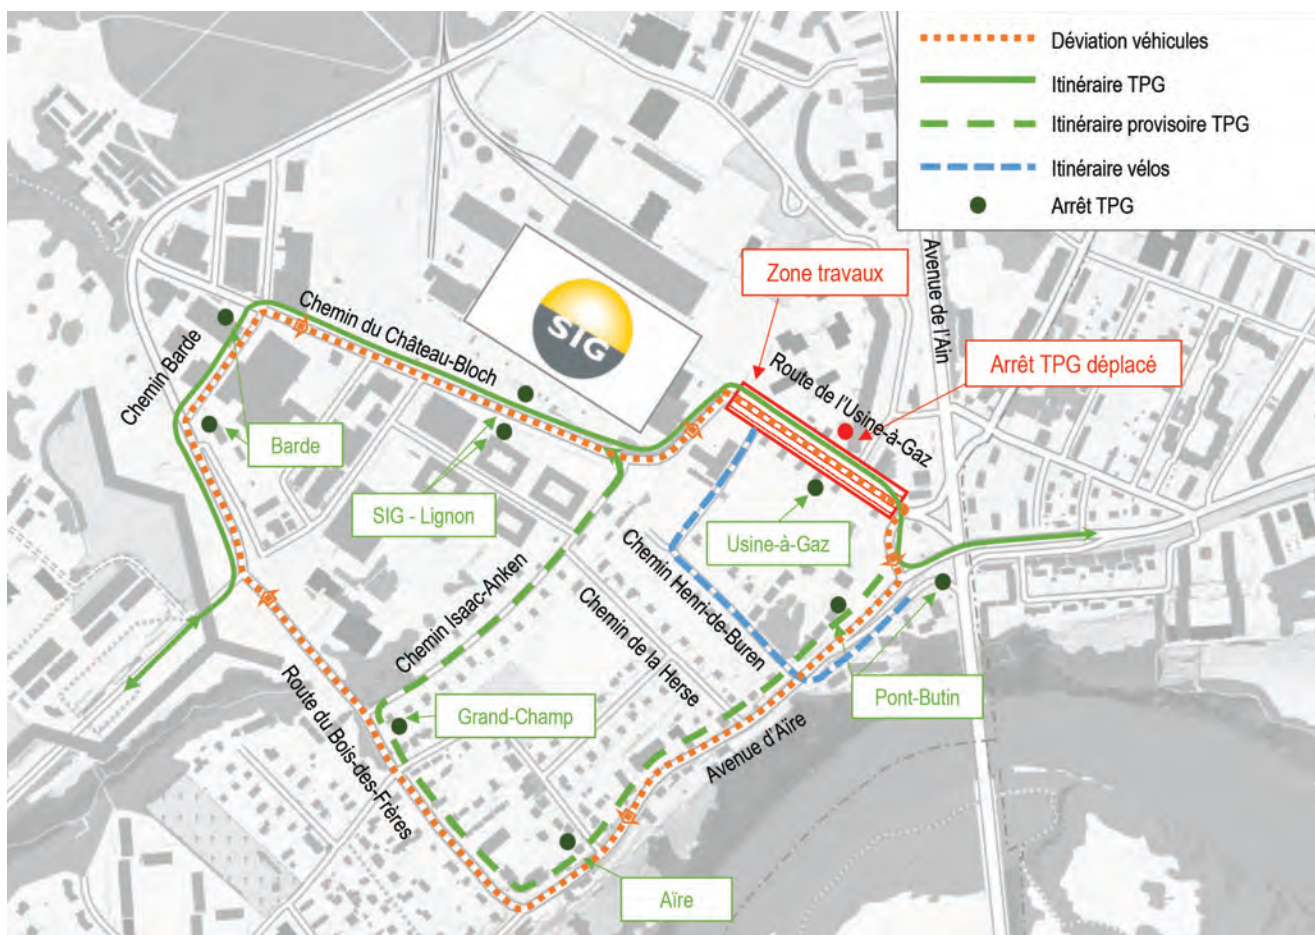 Déviation véhicules
Itinéraire TPG
Itinéraire provisoire TPG
Itinéraire vélos
Arrêt TPG
Avenue de l'Ain
Zone travaux
SIG
Chemin du Château-Bloch
Route de l'Usine-à-Gaz
Arrêt TPG déplacé
Chemin Barde
Barde
SIG - Lignon
Usine-à-Gaz
Chemin Isaac-Anken
Chemin de la Herse
Chemin Henri-de-Buren
Pont-Butin
Grand-Champ
Route du Bois-des-Frères
Avenue d'Aïre
Aïre